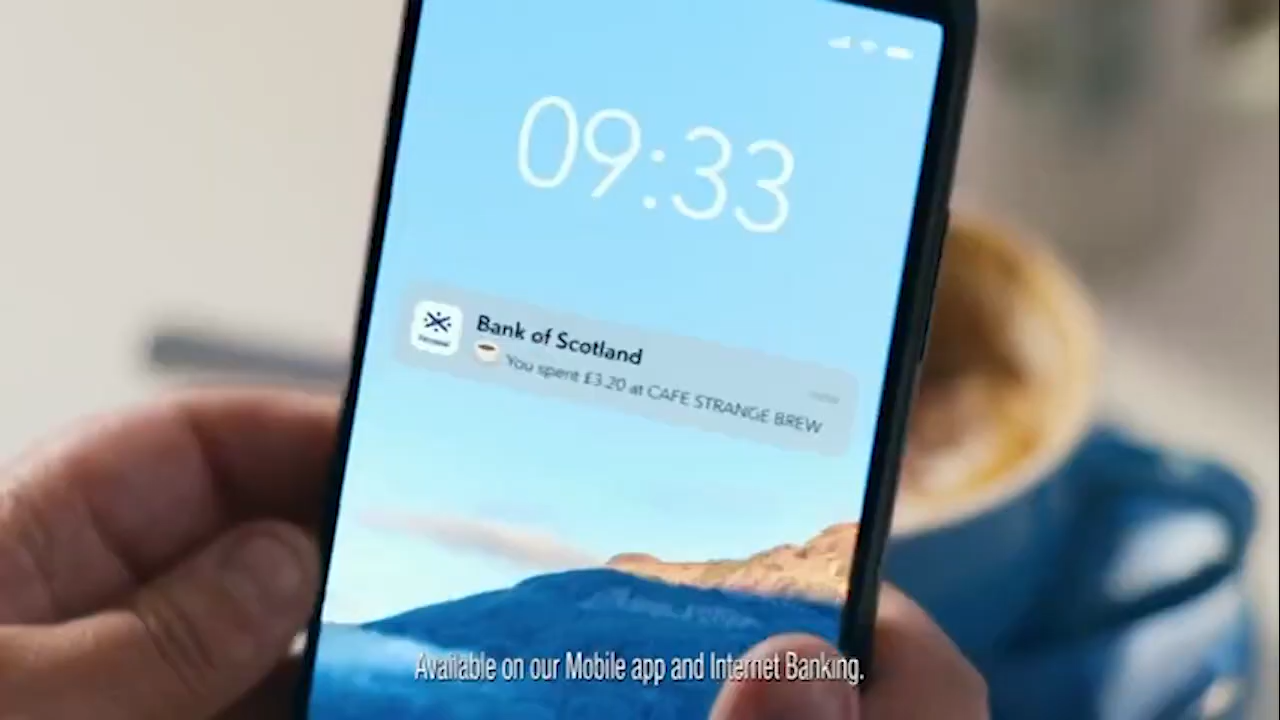 09:33
Bank of Scotland
You spent £3.20 at CAFE STRANGE BREW
Available on our Mobile app and Internet Banking.